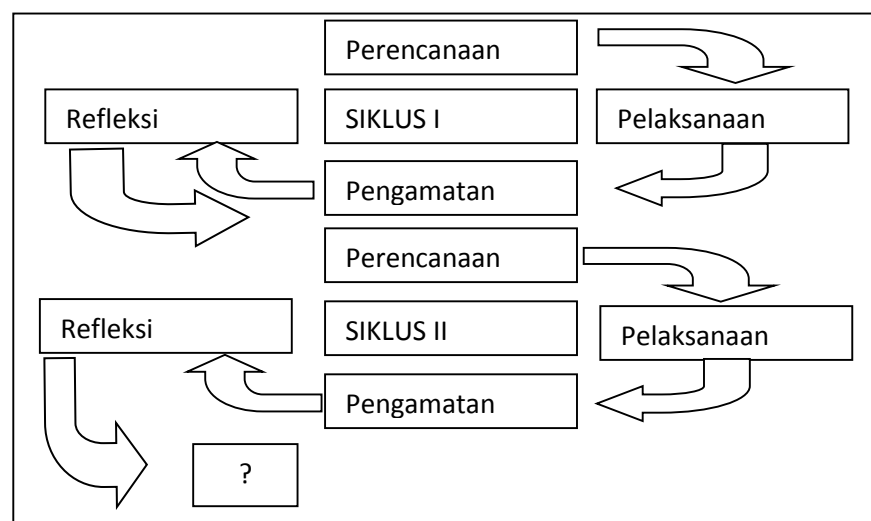 Perencanaan
Refleksi
SIKLUS I
Pelaksanaan
Pengamatan
Perencanaan
Refleksi
SIKLUS II
Pelaksanaan
Pengamatan
?